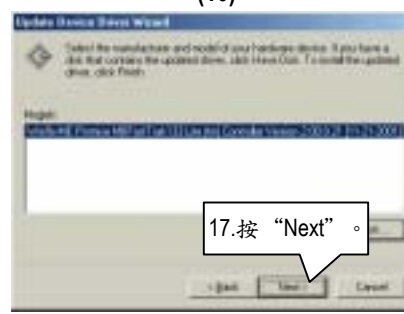 Update Device Driver Wizard
Select the manufacturer and model of your hardware device. If you have a
disk that contains the updated driver, click Have Disk. To install the updated
driver, click Finish.
Models:
17.按 “Next” 。
< Back
Next >
Cancel